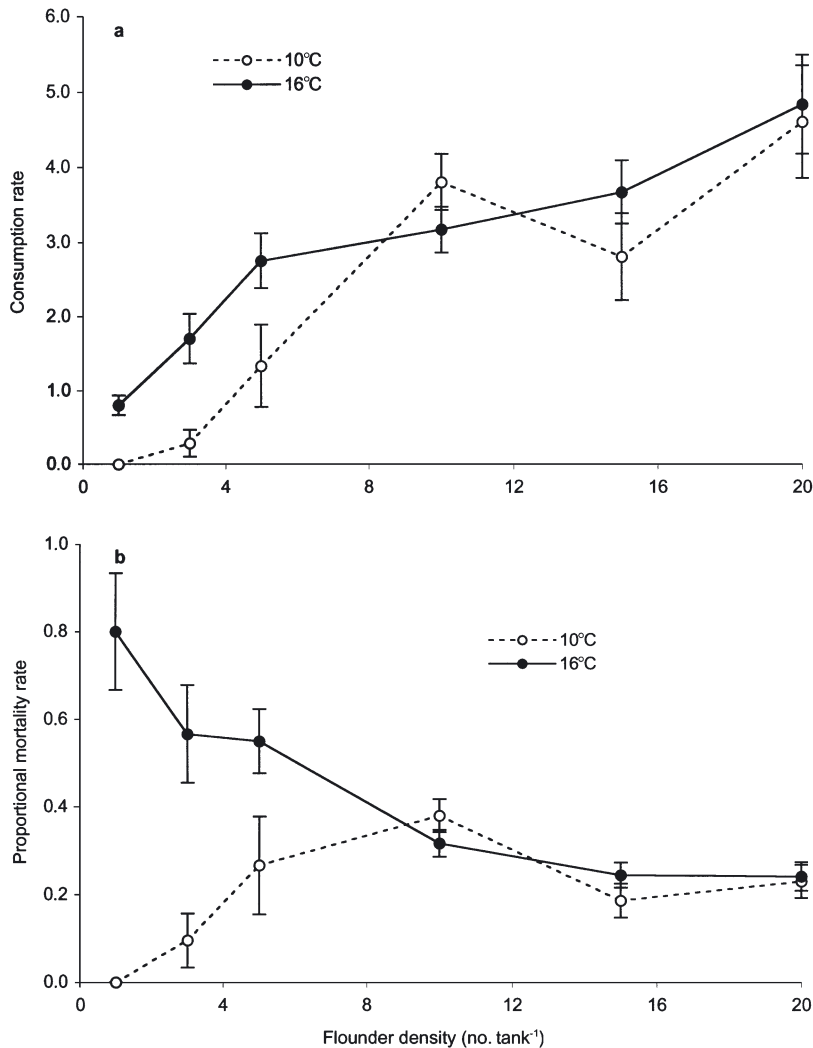 6.0
a
10°C
16°C
5.0
4.0
3.0
2.0
1.0
0.0
Consumption rate
0 4 8 12 16 20
1.0
b
0.8
10°C
16°C
0.6
0.4
0.2
0.0
Proportional mortality rate
0 4 8 12 16 20
Flounder density (no. tank⁻¹)